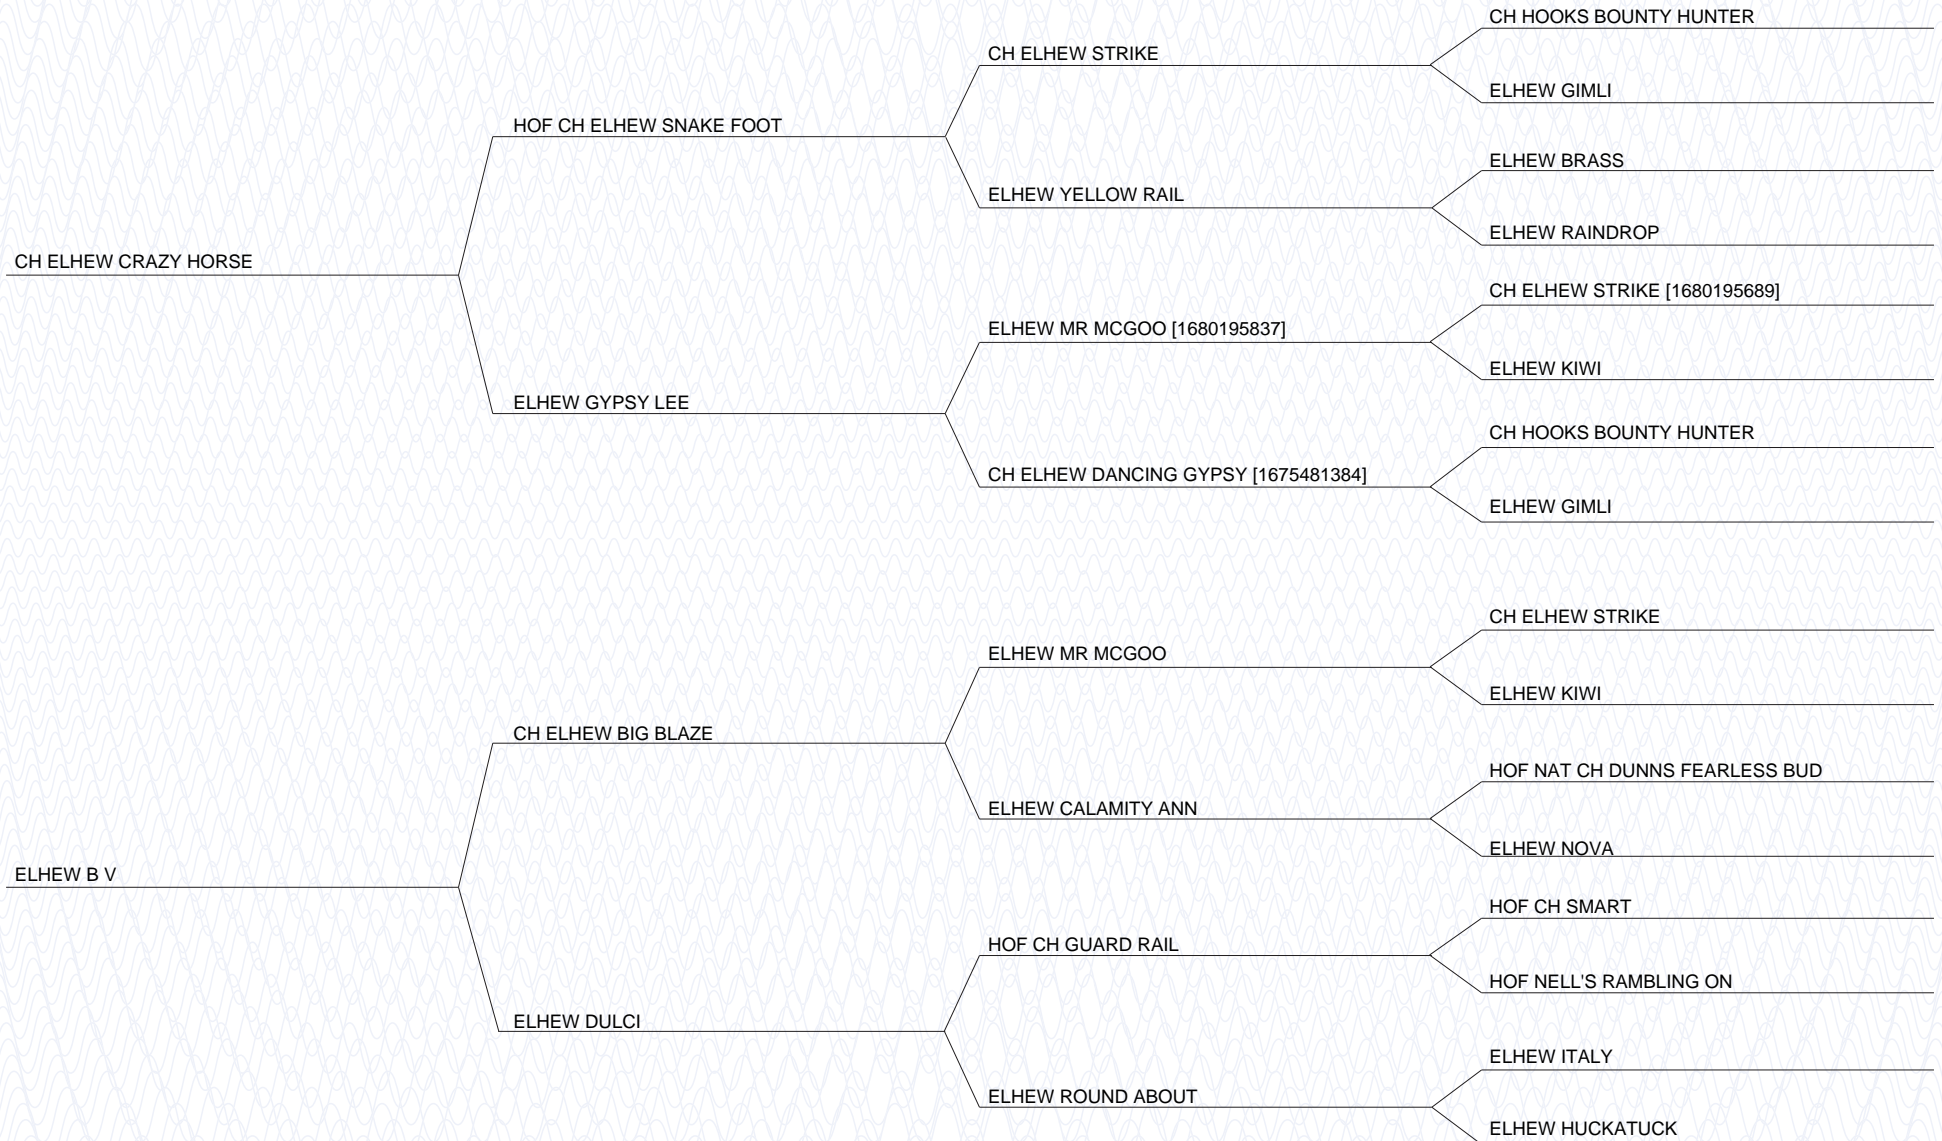 CH HOOKS BOUNTY HUNTER
CH ELHEW STRIKE
ELHEW GIMLI
HOF CH ELHEW SNAKE FOOT
ELHEW BRASS
ELHEW YELLOW RAIL
ELHEW RAINDROP
CH ELHEW CRAZY HORSE
CH ELHEW STRIKE [1680195689]
ELHEW MR MCGOO [1680195837]
ELHEW KIWI
ELHEW GYPSY LEE
CH HOOKS BOUNTY HUNTER
CH ELHEW DANCING GYPSY [1675481384]
ELHEW GIMLI
CH ELHEW STRIKE
ELHEW MR MCGOO
ELHEW KIWI
CH ELHEW BIG BLAZE
HOF NAT CH DUNNS FEARLESS BUD
ELHEW CALAMITY ANN
ELHEW NOVA
ELHEW B V
HOF CH SMART
HOF CH GUARD RAIL
HOF NELL'S RAMBLING ON
ELHEW DULCI
ELHEW ITALY
ELHEW ROUND ABOUT
ELHEW HUCKATUCK